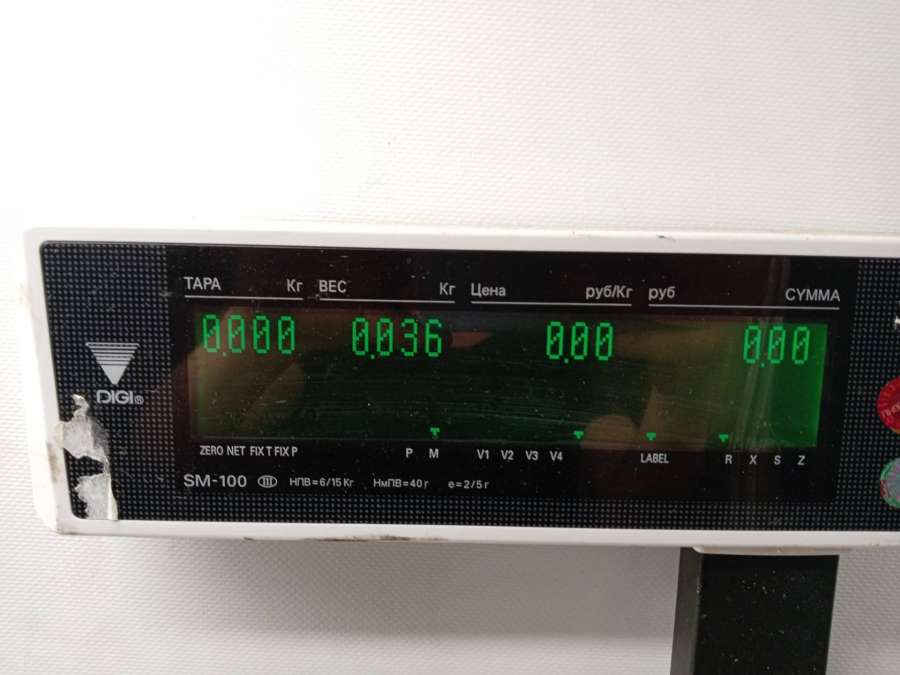 ТАРА Кг ВЕС Кг Цена руб/Кг руб СУММА
0.000 0.036 0.00 0.00
DIGI®
ZERO NET FIX T FIX P P M V1 V2 V3 V4 LABEL R X S Z
SM-100 III НПВ=6/15 Кг НмПВ=40 г e=2/5 г